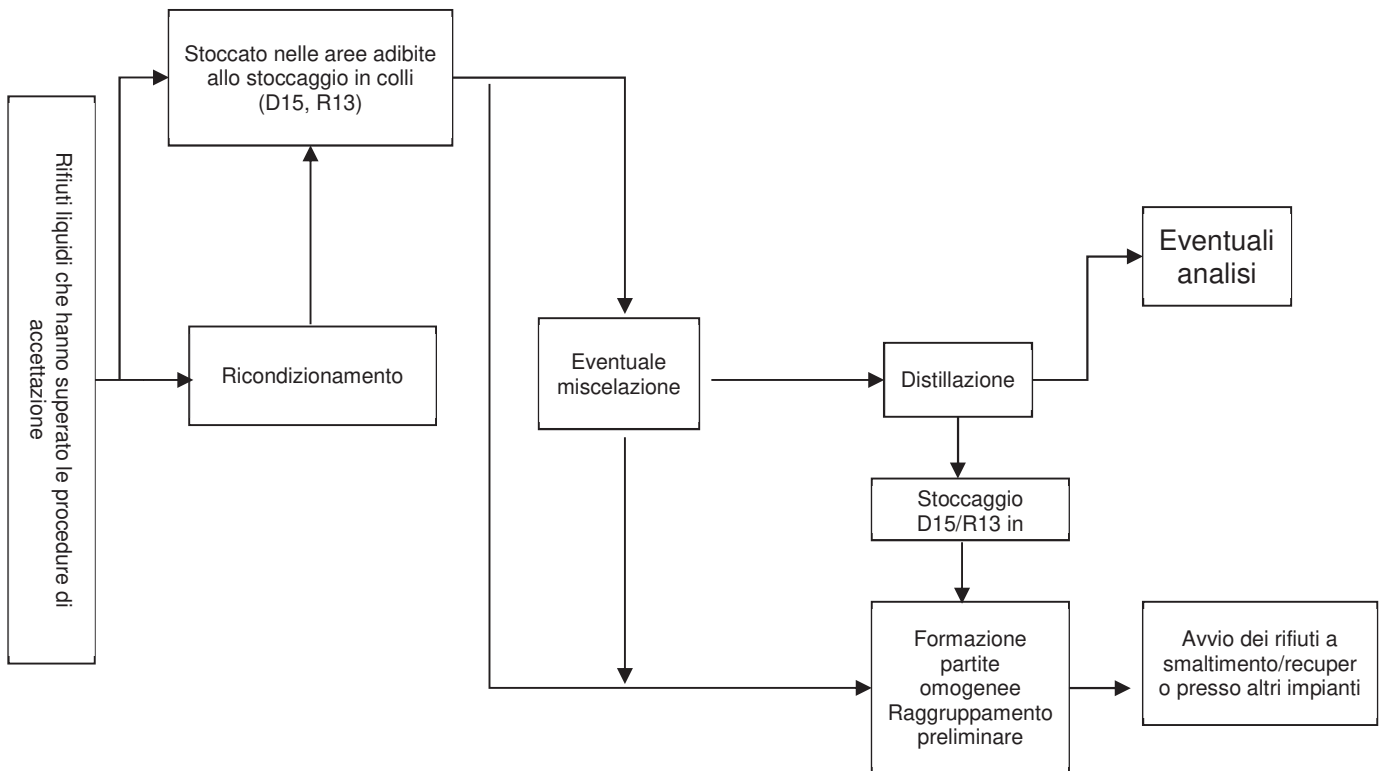 Stoccato nelle aree adibite
allo stoccaggio in colli
(D15, R13)
Rifiuti liquidi che hanno superato le procedure di
accettazione
Ricondizionamento
Eventuale
miscelazione
Distillazione
Eventuali
analisi
Stoccaggio
D15/R13 in
Formazione
partite
omogenee
Raggruppamento
preliminare
Avvio dei rifiuti a
smaltimento/recuper
o presso altri impianti